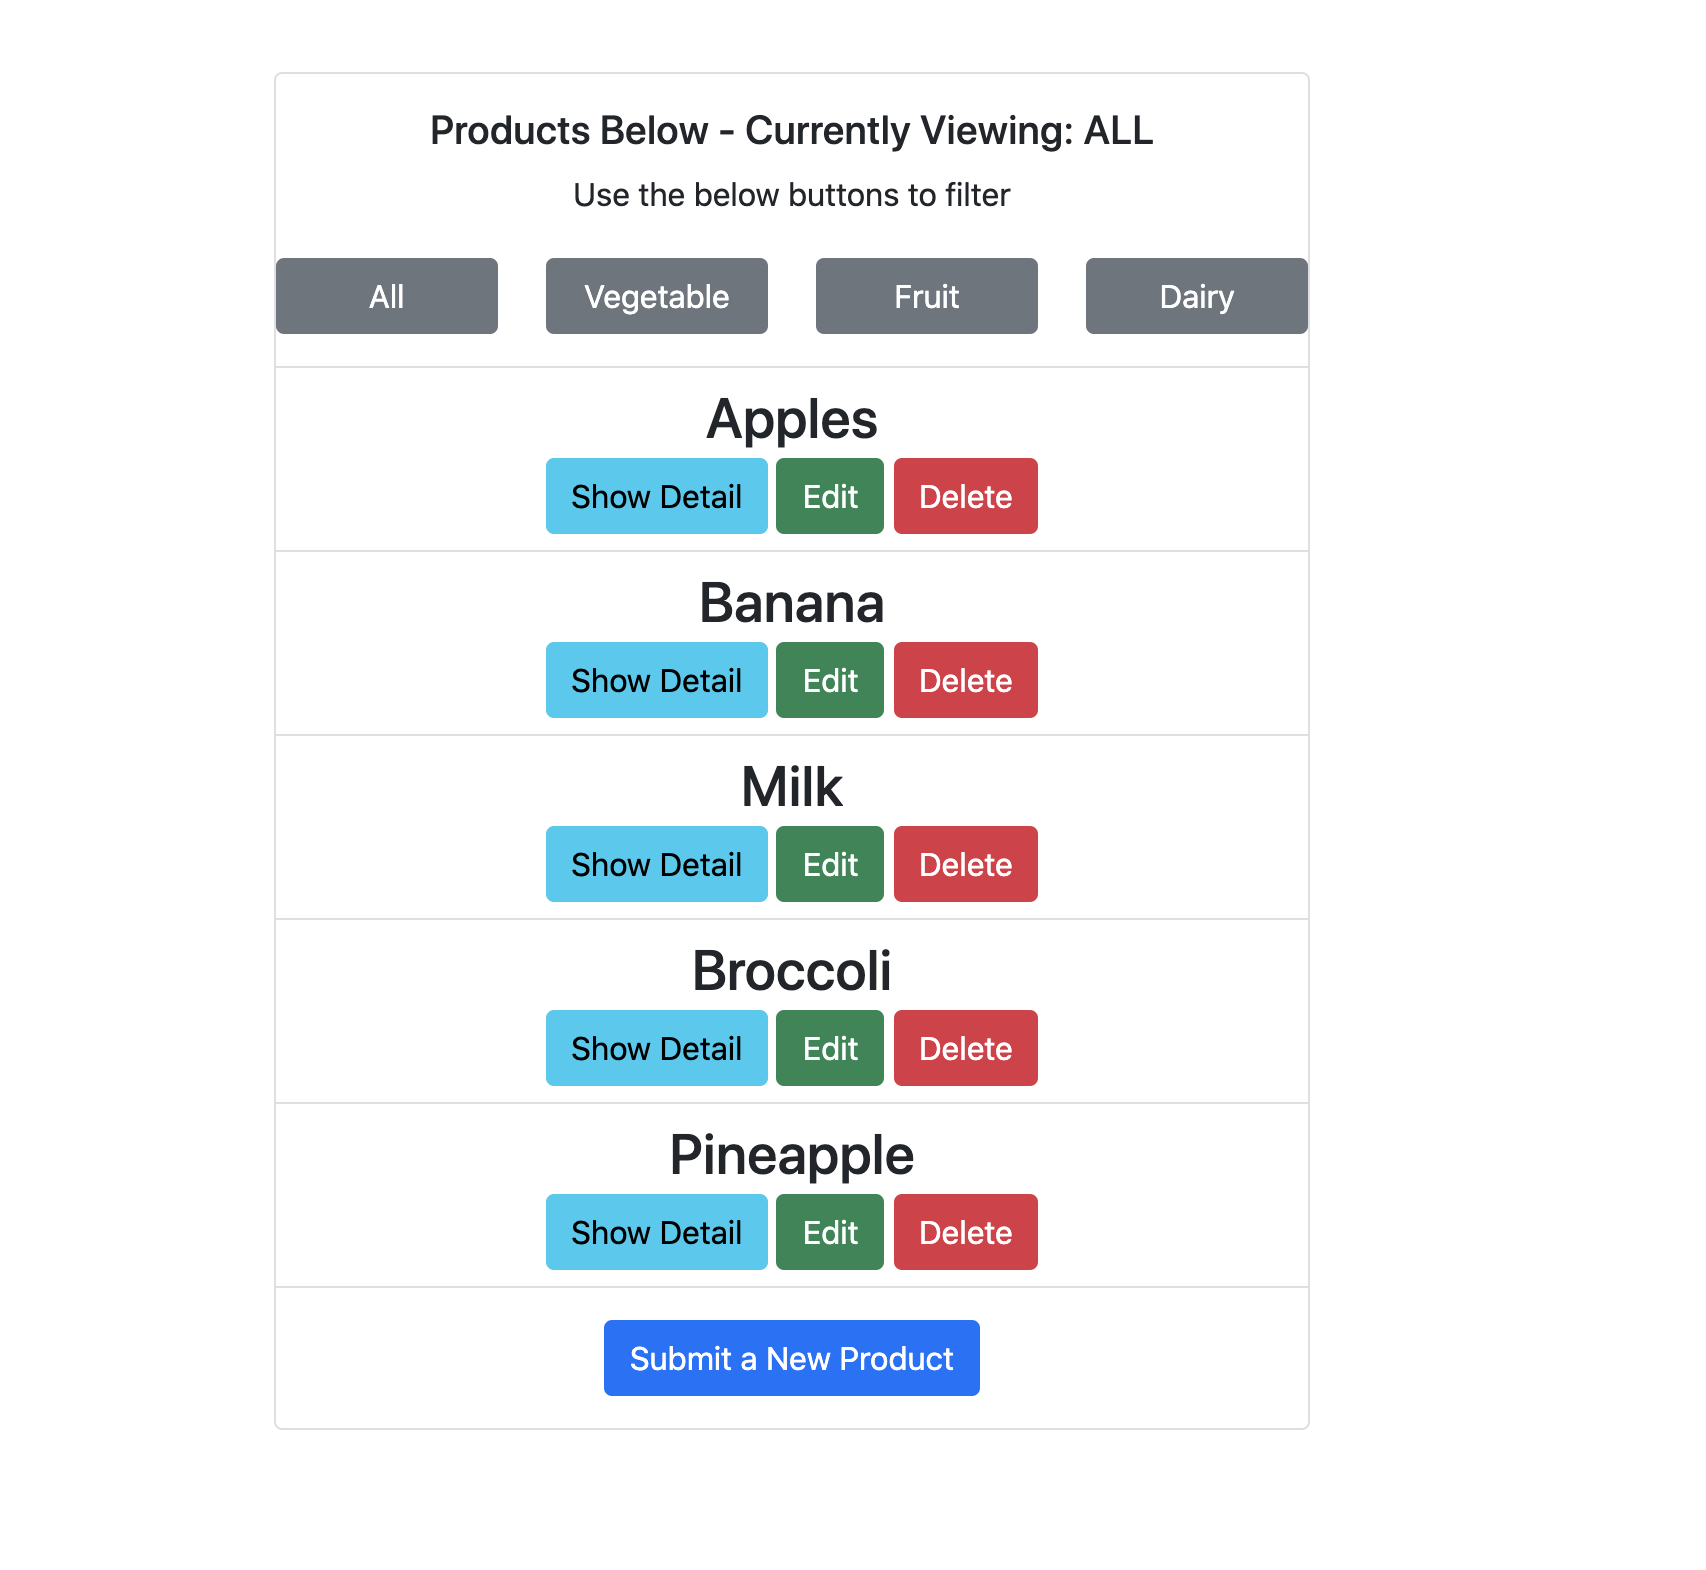 Products Below - Currently Viewing: ALL
Use the below buttons to filter
All Vegetable Fruit Dairy
Apples
Show Detail Edit Delete
Banana
Show Detail Edit Delete
Milk
Show Detail Edit Delete
Broccoli
Show Detail Edit Delete
Pineapple
Show Detail Edit Delete
Submit a New Product